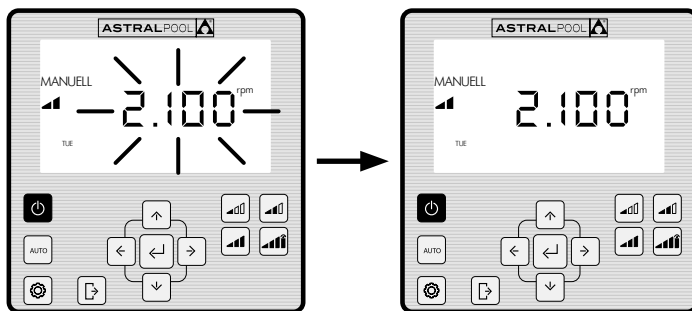 ASTRALPOOL
MANUELL
2.100 rpm
TUE
AUTO
ASTRALPOOL
MANUELL
2.100 rpm
TUE
AUTO